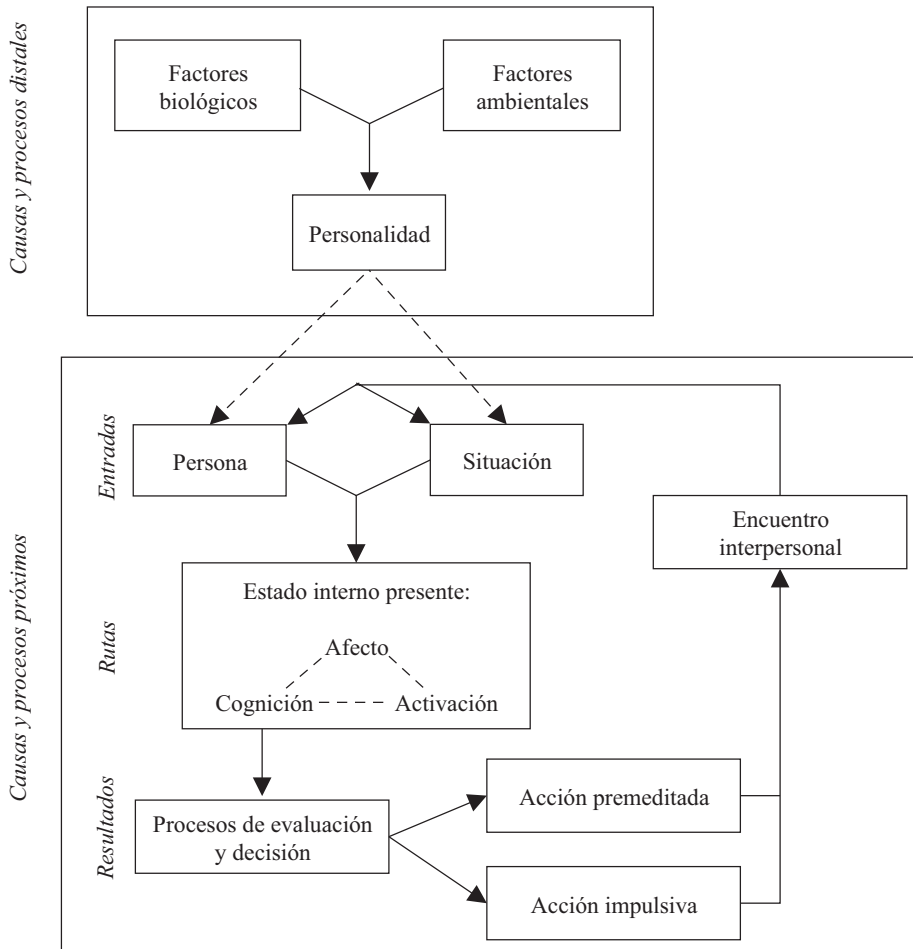 Causas y procesos distales
Factores
biológicos
Factores
ambientales
Personalidad
Causas y procesos próximos
Entradas
Persona
Situación
Encuentro
interpersonal
Rutas
Estado interno presente:
Afecto
Cognición
Activación
Resultados
Procesos de evaluación
y decisión
Acción premeditada
Acción impulsiva